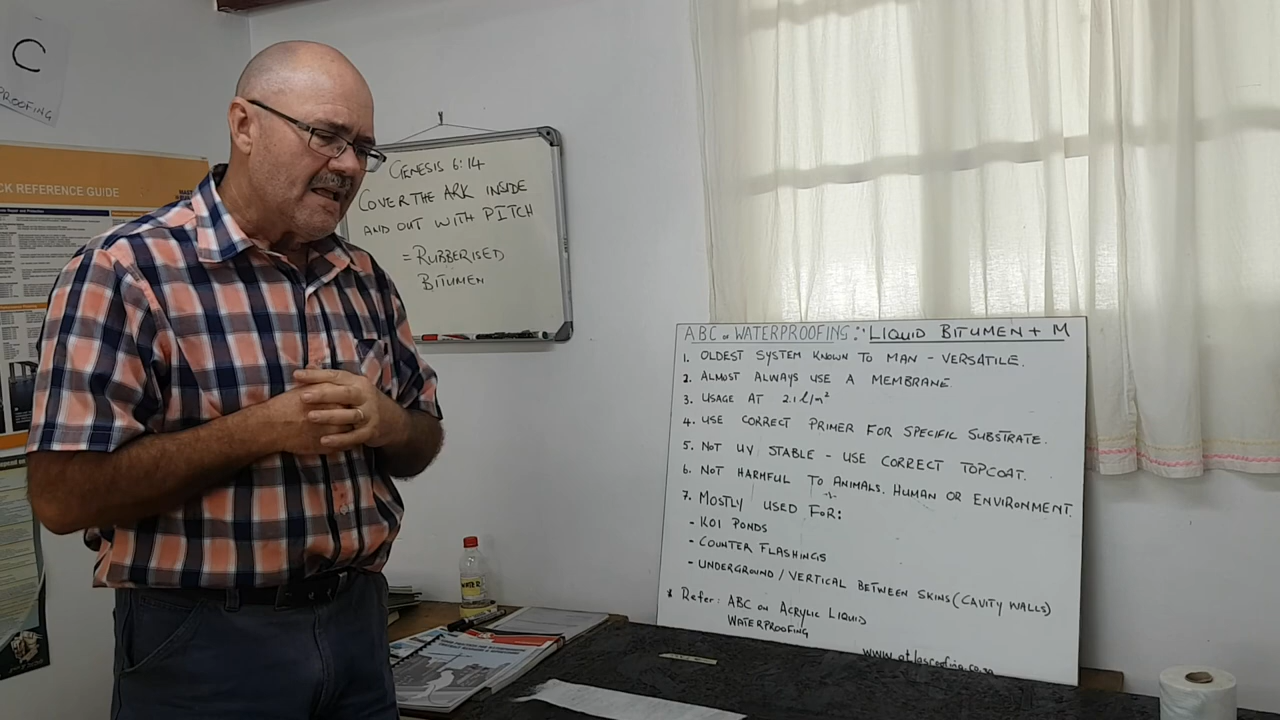 C
PROOFING
CK REFERENCE GUIDE
GENESIS 6:14
COVER THE ARK INSIDE
AND OUT WITH PITCH
= RUBBERISED
BITUMEN
ABC ON WATERPROOFING: LIQUID BITUMEN + M
1. OLDEST SYSTEM KNOWN TO MAN - VERSATILE.
2. ALMOST ALWAYS USE A MEMBRANE.
3. USAGE AT 2.1 l/m²
4. USE CORRECT PRIMER FOR SPECIFIC SUBSTRATE.
5. NOT UV STABLE - USE CORRECT TOPCOAT.
6. NOT HARMFUL TO ANIMALS, HUMAN OR ENVIRONMENT.
7. MOSTLY USED FOR:
- KOI PONDS
- COUNTER FLASHINGS
- UNDERGROUND / VERTICAL BETWEEN SKINS (CAVITY WALLS)
* Refer: ABC ON ACRYLIC LIQUID
WATERPROOFING
www.atlasroofing.co.za